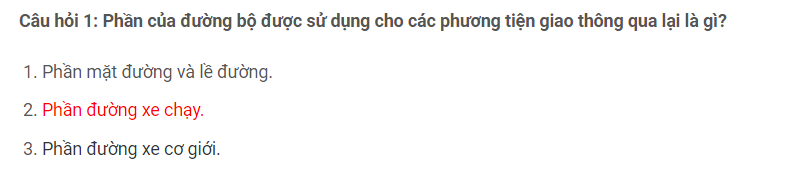 Câu hỏi 1: Phần của đường bộ được sử dụng cho các phương tiện giao thông qua lại là gì?
1. Phần mặt đường và lề đường.
2. Phần đường xe chạy.
3. Phần đường xe cơ giới.